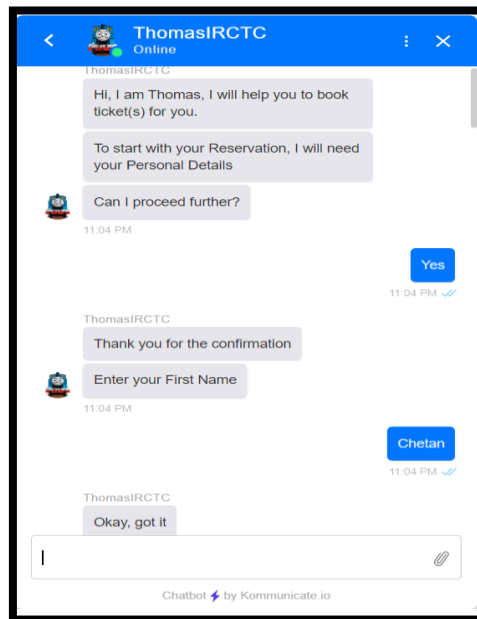 ThomasIRCTC
Online
ThomasIRCTC
Hi, I am Thomas, I will help you to book
ticket(s) for you.
To start with your Reservation, I will need
your Personal Details
Can I proceed further?
11:04 PM
Yes
11:04 PM
ThomasIRCTC
Thank you for the confirmation
Enter your First Name
11:04 PM
Chetan
11:04 PM
ThomasIRCTC
Okay, got it
Chatbot by Kommunicate.io